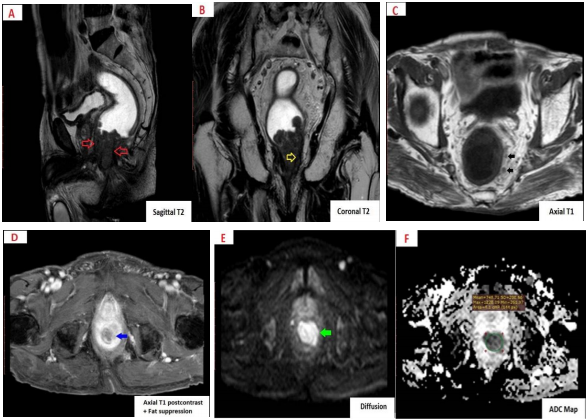 A
B
C
Sagittal T2
Coronal T2
Axial T1
D
E
F
Axial T1 postcontrast
+ Fat suppression
Diffusion
ADC Map